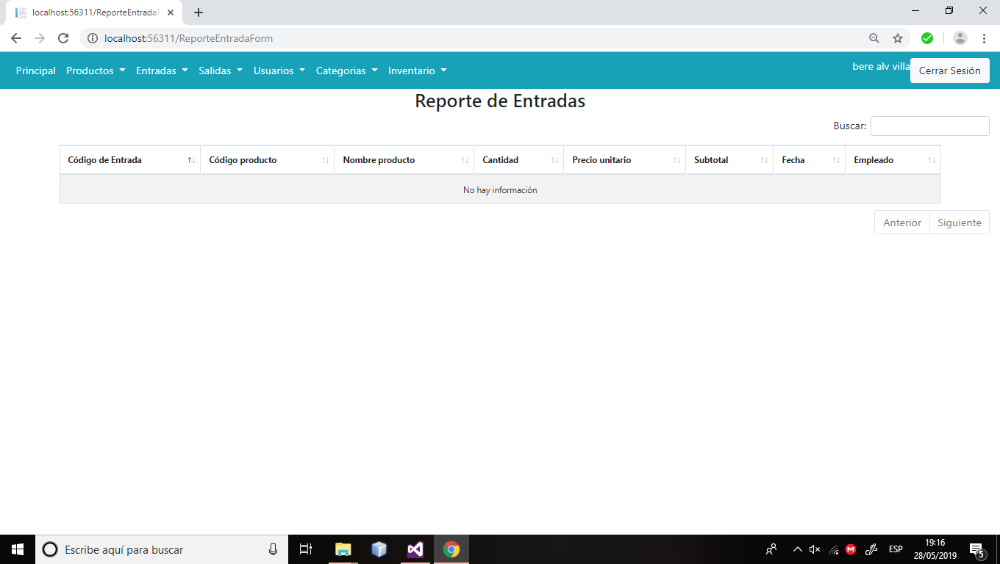 localhost:56311/ReporteEntradaF
localhost:56311/ReporteEntradaForm
Principal Productos Entradas Salidas Usuarios Categorias Inventario bere alv villa Cerrar Sesión
Reporte de Entradas
Buscar:
Código de Entrada Código producto Nombre producto Cantidad Precio unitario Subtotal Fecha Empleado
No hay información
Anterior Siguiente
Escribe aquí para buscar
M
ESP
19:16
28/05/2019
5